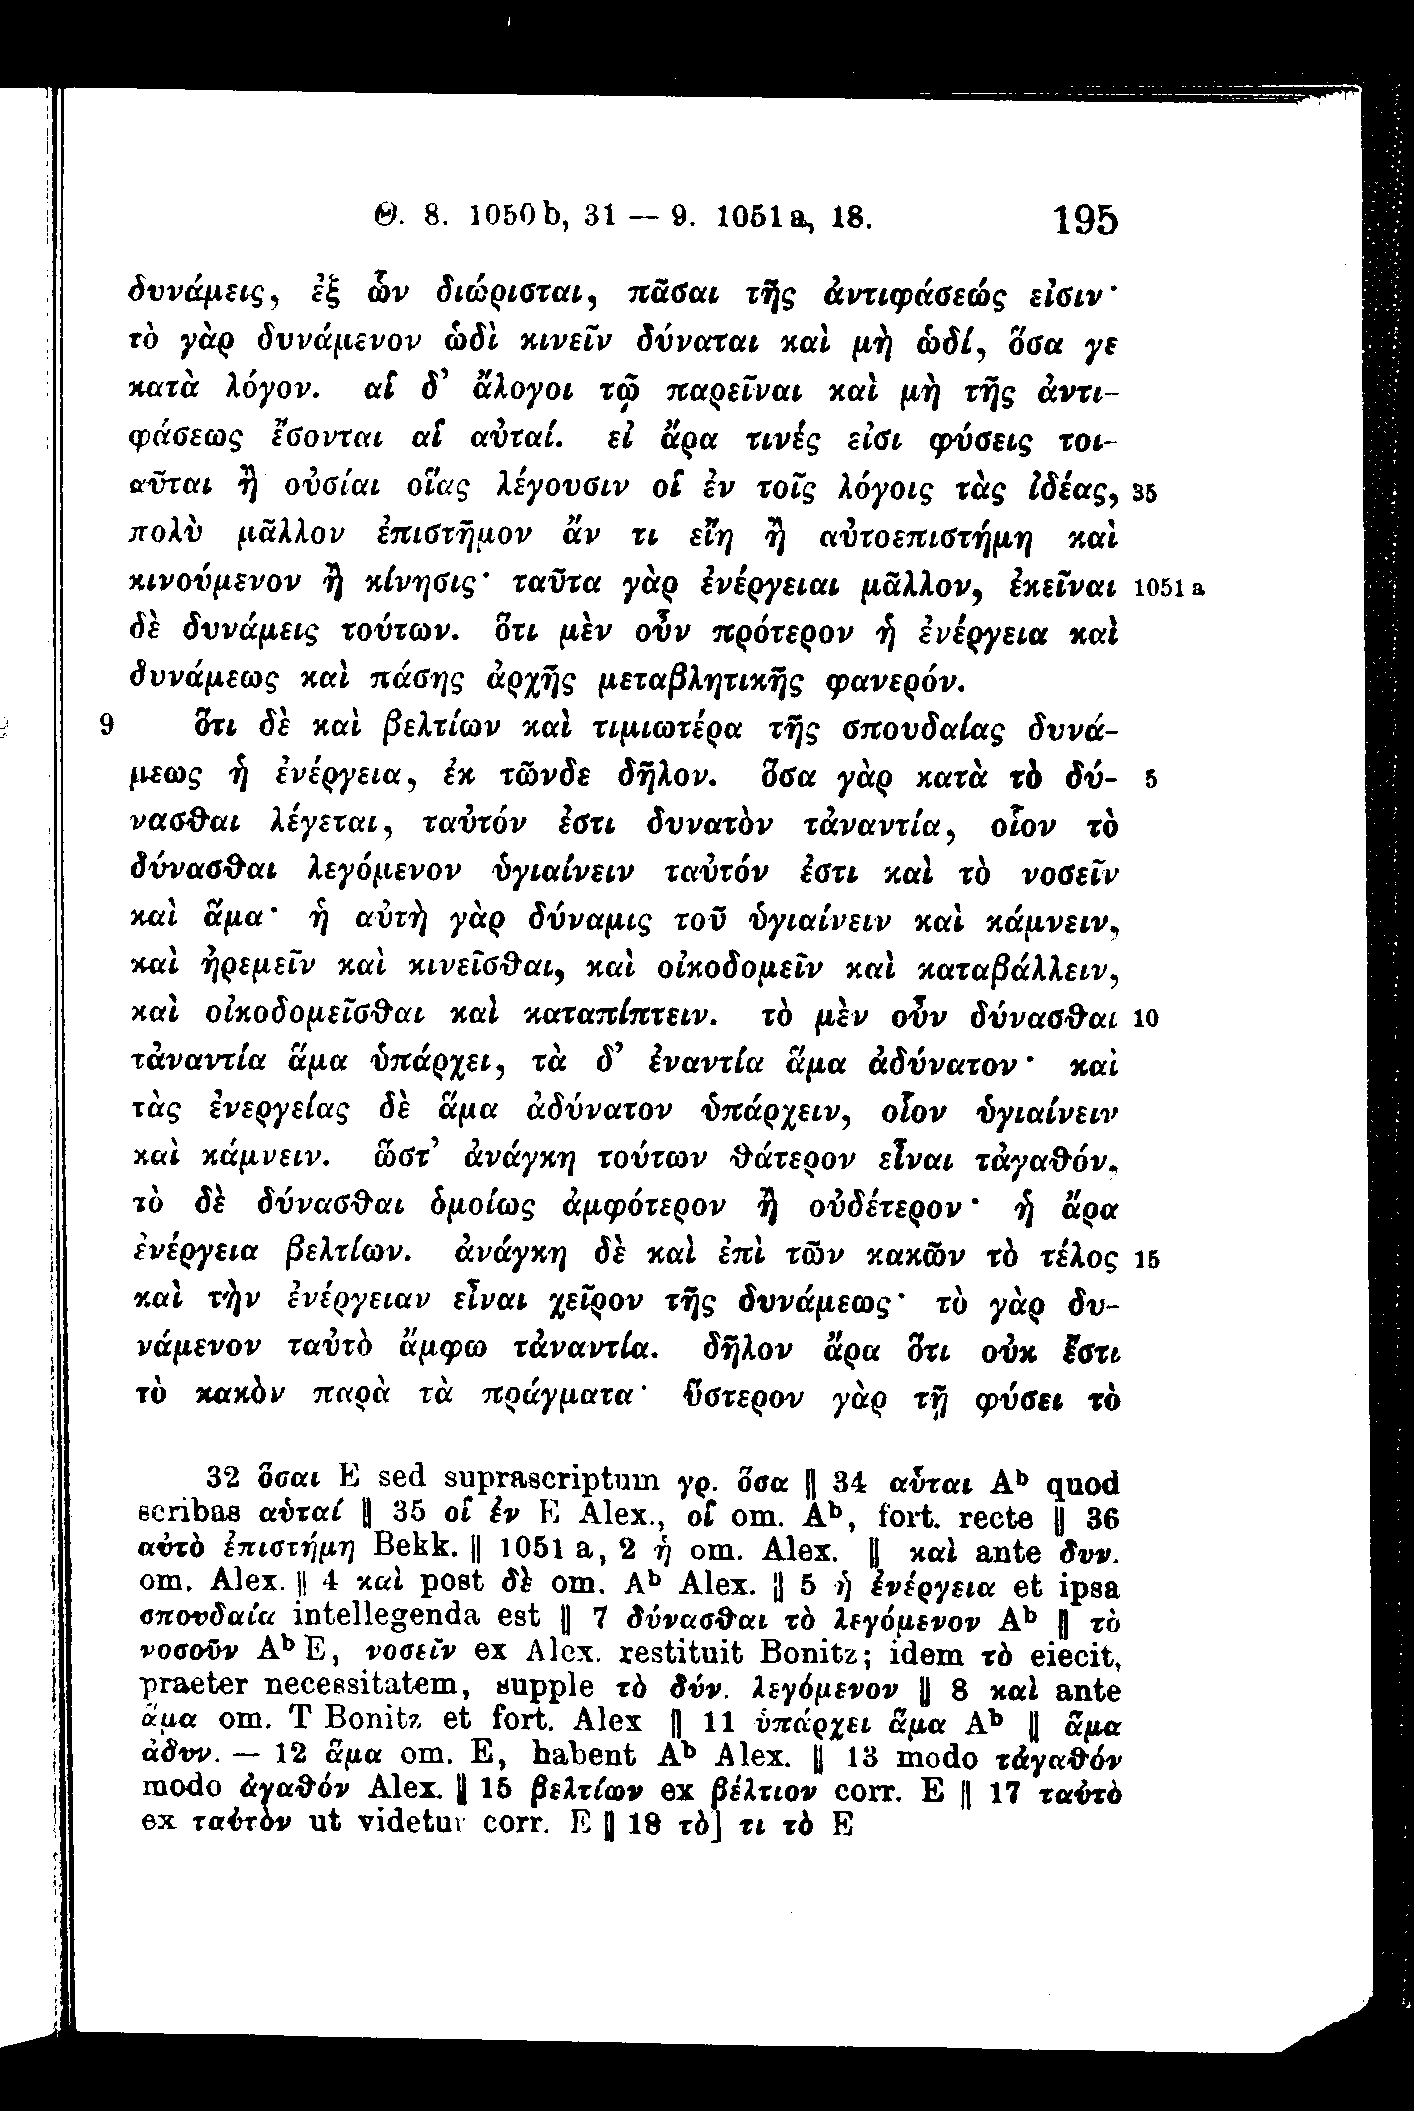 Θ. 8. 1050 b, 31 — 9. 1051 a, 18. 195
δυνάμεις, ἐξ ὧν διώρισται, πᾶσαι τῆς ἀντιφάσεώς εἰσιν·
τὸ γὰρ δυνάμενον ὡδὶ κινεῖν δύναται καὶ μὴ ὡδί, ὅσα γε
κατὰ λόγον. αἱ δ’ ἄλογοι τῷ παρεῖναι καὶ μὴ τῆς ἀντι-
φάσεως ἔσονται αἱ αὐταί. εἰ ἄρα τινές εἰσι φύσεις τοι-
αῦται ἢ οὐσίαι οἵας λέγουσιν οἱ ἐν τοῖς λόγοις τὰς ἰδέας, 35
πολὺ μᾶλλον ἐπιστῆμον ἄν τι εἴη ἢ αὐτοεπιστήμη καὶ
κινούμενον ἢ κίνησις· ταῦτα γὰρ ἐνέργειαι μᾶλλον, ἐκεῖναι 1051 a
δὲ δυνάμεις τούτων. ὅτι μὲν οὖν πρότερον ἡ ἐνέργεια καὶ
δυνάμεως καὶ πάσης ἀρχῆς μεταβλητικῆς φανερόν.
9 ὅτι δὲ καὶ βελτίων καὶ τιμιωτέρα τῆς σπουδαίας δυνά-
μεως ἡ ἐνέργεια, ἐκ τῶνδε δῆλον. ὅσα γὰρ κατὰ τὸ δύ- 5
νασθαι λέγεται, ταὐτόν ἐστι δυνατὸν τἀναντία, οἷον τὸ
δύνασθαι λεγόμενον ὑγιαίνειν ταὐτόν ἐστι καὶ τὸ νοσεῖν
καὶ ἅμα· ἡ αὐτὴ γὰρ δύναμις τοῦ ὑγιαίνειν καὶ κάμνειν,
καὶ ἠρεμεῖν καὶ κινεῖσθαι, καὶ οἰκοδομεῖν καὶ καταβάλλειν,
καὶ οἰκοδομεῖσθαι καὶ καταπίπτειν. τὸ μὲν οὖν δύνασθαι 10
τἀναντία ἅμα ὑπάρχει, τὰ δ’ ἐναντία ἅμα ἀδύνατον· καὶ
τὰς ἐνεργείας δὲ ἅμα ἀδύνατον ὑπάρχειν, οἷον ὑγιαίνειν
καὶ κάμνειν. ὥστ’ ἀνάγκη τούτων θάτερον εἶναι τἀγαθόν,
τὸ δὲ δύνασθαι ὁμοίως ἀμφότερον ἢ οὐδέτερον· ἡ ἄρα
ἐνέργεια βελτίων. ἀνάγκη δὲ καὶ ἐπὶ τῶν κακῶν τὸ τέλος 15
καὶ τὴν ἐνέργειαν εἶναι χεῖρον τῆς δυνάμεως· τὸ γὰρ δυ-
νάμενον ταὐτὸ ἄμφω τἀναντία. δῆλον ἄρα ὅτι οὐκ ἔστι
τὸ κακὸν παρὰ τὰ πράγματα· ὕστερον γὰρ τῇ φύσει τὸ
32 ὅσαι E sed suprascriptum γρ. ὅσα ‖ 34 αὗται Aᵇ quod
scribas αὑταί ‖ 35 οἱ ἐν E Alex., οἱ om. Aᵇ, fort. recte ‖ 36
αὐτὸ ἐπιστήμη Bekk. ‖ 1051 a, 2 ἡ om. Alex. ‖ καὶ ante δυν.
om. Alex. ‖ 4 καὶ post δὲ om. Aᵇ Alex. ‖ 5 ἡ ἐνέργεια et ipsa
σπουδαία intellegenda est ‖ 7 δύνασθαι τὸ λεγόμενον Aᵇ ‖ τὸ
νοσοῦν Aᵇ E, νοσεῖν ex Alex. restituit Bonitz; idem τὸ eiecit,
praeter necessitatem, supple τὸ δύν. λεγόμενον ‖ 8 καὶ ante
ἅμα om. T Bonitz et fort. Alex ‖ 11 ὑπάρχει ἅμα Aᵇ ‖ ἅμα
ἀδυν. — 12 ἅμα om. E, habent Aᵇ Alex. ‖ 13 modo τἀγαθόν
modo ἀγαθόν Alex. ‖ 15 βελτίων ex βέλτιον corr. E ‖ 17 ταὐτὸ
ex ταὐτὸν ut videtur corr. E ‖ 18 τὸ] τι τὸ E